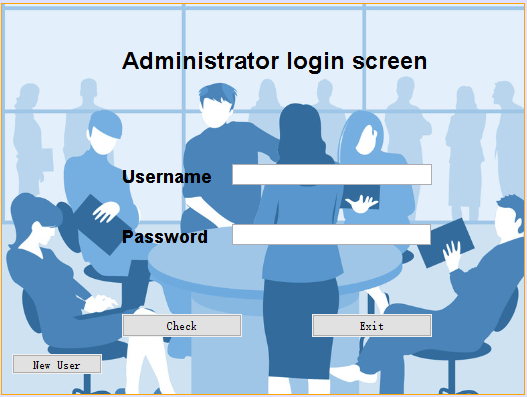 Administrator login screen
Username
Password
Check
Exit
New User